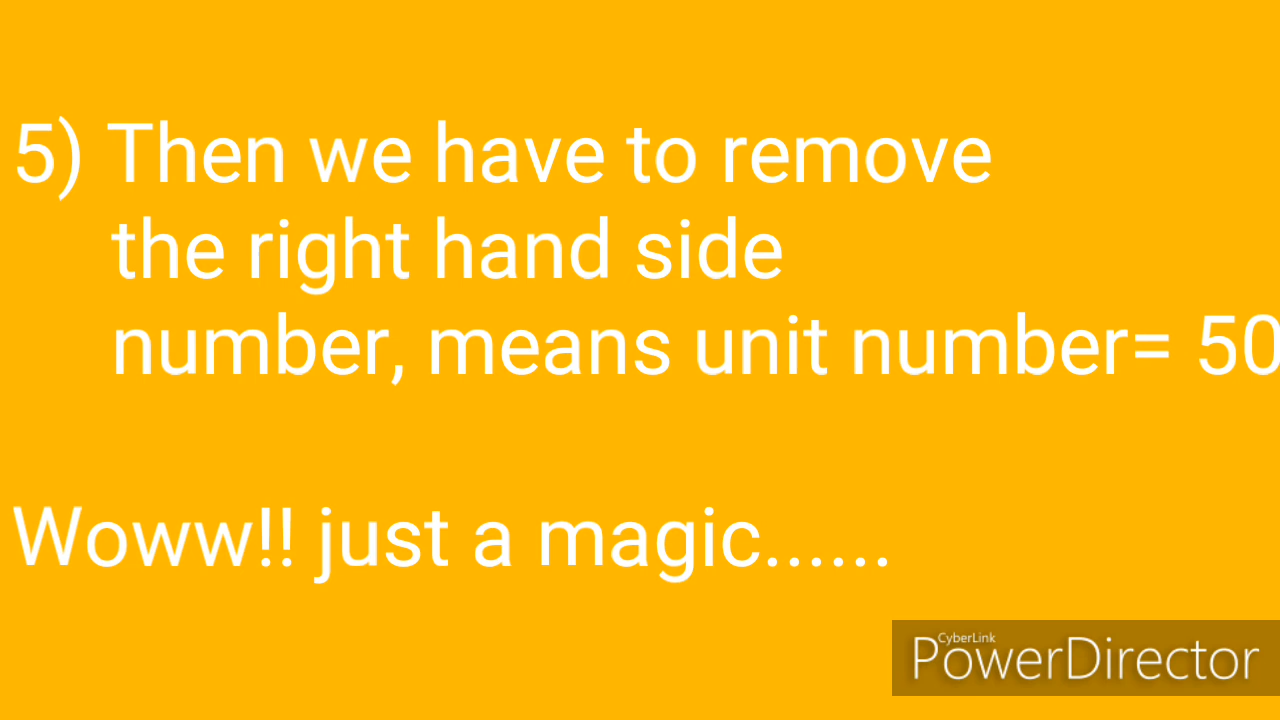 5) Then we have to remove
the right hand side
number, means unit number= 50
Woww!! just a magic......
CyberLink
PowerDirector